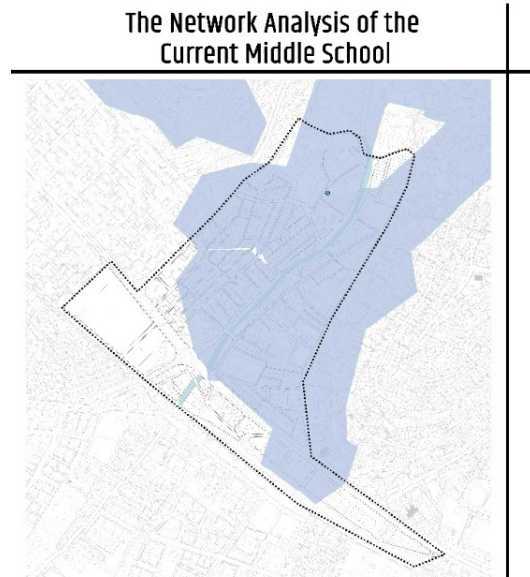 The Network Analysis of the
Current Middle School